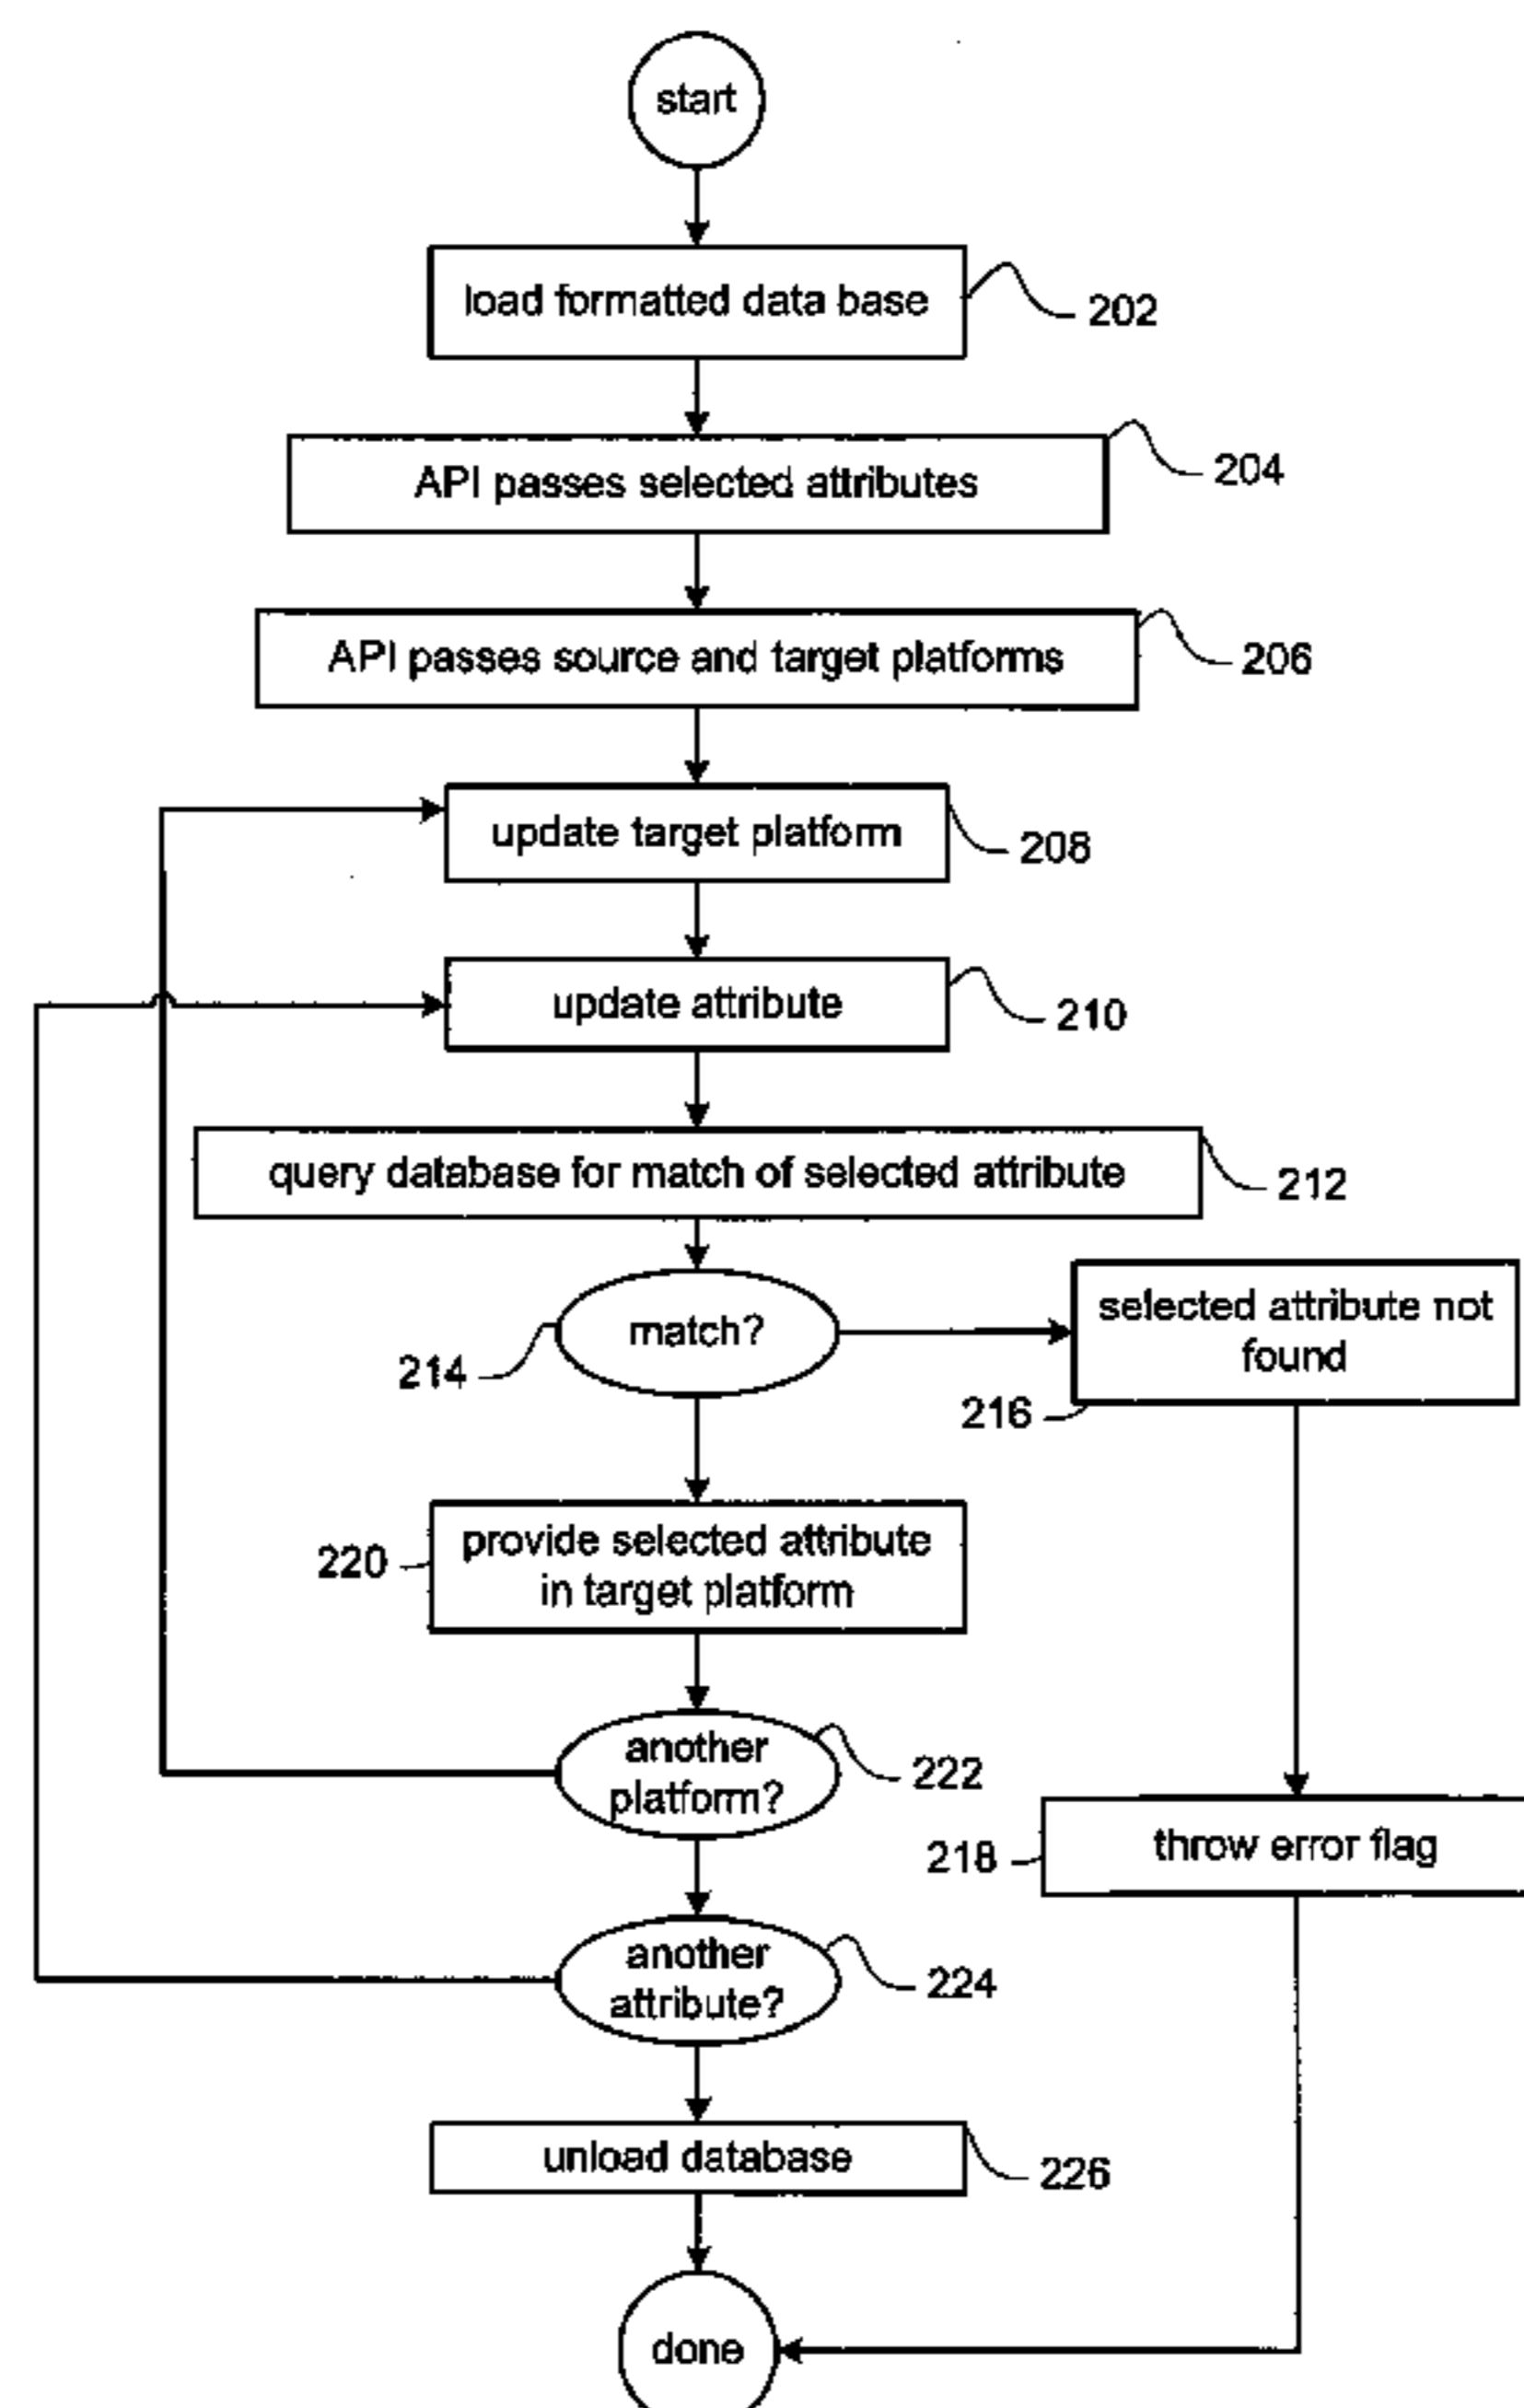 start
load formatted data base
202
API passes selected attributes
204
API passes source and target platforms
206
update target platform
208
update attribute
210
query database for match of selected attribute
212
match?
214
selected attribute not
found
216
provide selected attribute
in target platform
220
another
platform?
222
throw error flag
218
another
attribute?
224
unload database
226
done